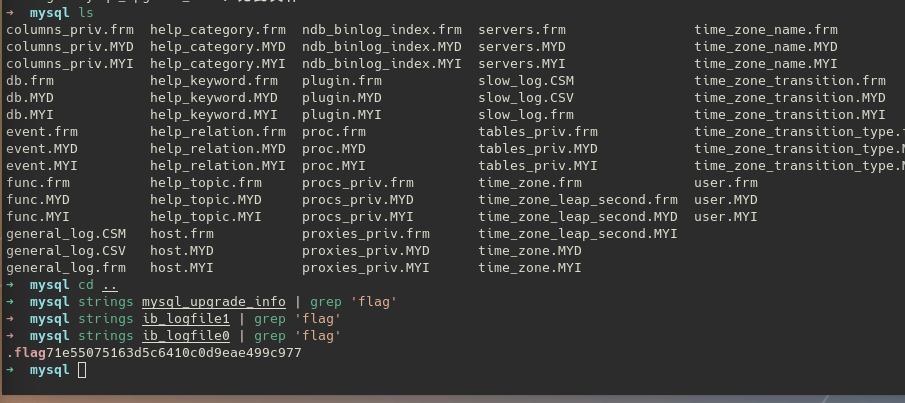 ➜  mysql ls
columns_priv.frm  help_category.frm  ndb_binlog_index.frm  servers.frm                time_zone_name.frm
columns_priv.MYD  help_category.MYD  ndb_binlog_index.MYD  servers.MYD                time_zone_name.MYD
columns_priv.MYI  help_category.MYI  ndb_binlog_index.MYI  servers.MYI                time_zone_name.MYI
db.frm            help_keyword.frm   plugin.frm            slow_log.CSM               time_zone_transition.frm
db.MYD            help_keyword.MYD   plugin.MYD            slow_log.CSV               time_zone_transition.MYD
db.MYI            help_keyword.MYI   plugin.MYI            slow_log.frm               time_zone_transition.MYI
event.frm         help_relation.frm  proc.frm              tables_priv.frm            time_zone_transition_type.
event.MYD         help_relation.MYD  proc.MYD              tables_priv.MYD            time_zone_transition_type.
event.MYI         help_relation.MYI  proc.MYI              tables_priv.MYI            time_zone_transition_type.
func.frm          help_topic.frm     procs_priv.frm        time_zone.frm              user.frm
func.MYD          help_topic.MYD     procs_priv.MYD        time_zone_leap_second.frm  user.MYD
func.MYI          help_topic.MYI     procs_priv.MYI        time_zone_leap_second.MYD  user.MYI
general_log.CSM   host.frm           proxies_priv.frm      time_zone_leap_second.MYI
general_log.CSV   host.MYD           proxies_priv.MYD      time_zone.MYD
general_log.frm   host.MYI           proxies_priv.MYI      time_zone.MYI
➜  mysql cd ..
➜  mysql strings mysql_upgrade_info | grep 'flag'
➜  mysql strings ib_logfile1 | grep 'flag'
➜  mysql strings ib_logfile0 | grep 'flag'
.flag71e55075163d5c6410c0d9eae499c977
➜  mysql